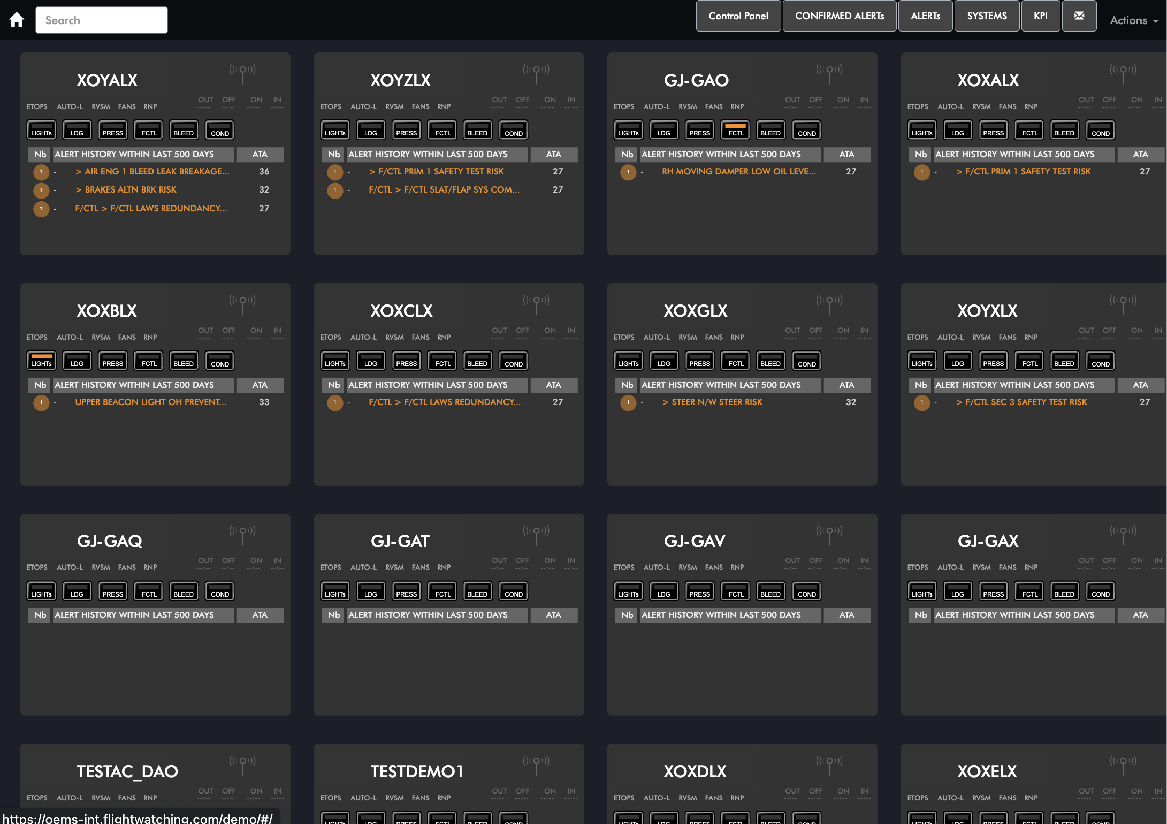 Search Control Panel CONFIRMED ALERTs ALERTs SYSTEMS KPI Actions
XOYALX XOYZLX GJ-GAO XOXALX
ETOPS AUTO-L RVSM FANS RNP OUT OFF ON IN ETOPS AUTO-L RVSM FANS RNP OUT OFF ON IN ETOPS AUTO-L RVSM FANS RNP OUT OFF ON IN ETOPS AUTO-L RVSM FANS RNP OUT OFF ON IN
LIGHTs LDG PRESS FCTL BLEED COND LIGHTs LDG PRESS FCTL BLEED COND LIGHTs LDG PRESS FCTL BLEED COND LIGHTs LDG PRESS FCTL BLEED COND
Nb ALERT HISTORY WITHIN LAST 500 DAYS ATA Nb ALERT HISTORY WITHIN LAST 500 DAYS ATA Nb ALERT HISTORY WITHIN LAST 500 DAYS ATA Nb ALERT HISTORY WITHIN LAST 500 DAYS ATA
- > AIR ENG 1 BLEED LEAK BREAKAGE... 36 - > F/CTL PRIM 1 SAFETY TEST RISK 27 - RH MOVING DAMPER LOW OIL LEVE... 27 - > F/CTL PRIM 1 SAFETY TEST RISK 27
- > BRAKES ALTN BRK RISK 32 - F/CTL > F/CTL SLAT/FLAP SYS COM... 27
- F/CTL > F/CTL LAWS REDUNDANCY... 27
XOXBLX XOXCLX XOXGLX XOYXLX
ETOPS AUTO-L RVSM FANS RNP OUT OFF ON IN ETOPS AUTO-L RVSM FANS RNP OUT OFF ON IN ETOPS AUTO-L RVSM FANS RNP OUT OFF ON IN ETOPS AUTO-L RVSM FANS RNP OUT OFF ON IN
LIGHTs LDG PRESS FCTL BLEED COND LIGHTs LDG PRESS FCTL BLEED COND LIGHTs LDG PRESS FCTL BLEED COND LIGHTs LDG PRESS FCTL BLEED COND
Nb ALERT HISTORY WITHIN LAST 500 DAYS ATA Nb ALERT HISTORY WITHIN LAST 500 DAYS ATA Nb ALERT HISTORY WITHIN LAST 500 DAYS ATA Nb ALERT HISTORY WITHIN LAST 500 DAYS ATA
- UPPER BEACON LIGHT OH PREVENT... 33 - F/CTL > F/CTL LAWS REDUNDANCY... 27 - > STEER N/W STEER RISK 32 - > F/CTL SEC 3 SAFETY TEST RISK 27
GJ-GAQ GJ-GAT GJ-GAV GJ-GAX
ETOPS AUTO-L RVSM FANS RNP OUT OFF ON IN ETOPS AUTO-L RVSM FANS RNP OUT OFF ON IN ETOPS AUTO-L RVSM FANS RNP OUT OFF ON IN ETOPS AUTO-L RVSM FANS RNP OUT OFF ON IN
LIGHTs LDG PRESS FCTL BLEED COND LIGHTs LDG PRESS FCTL BLEED COND LIGHTs LDG PRESS FCTL BLEED COND LIGHTs LDG PRESS FCTL BLEED COND
Nb ALERT HISTORY WITHIN LAST 500 DAYS ATA Nb ALERT HISTORY WITHIN LAST 500 DAYS ATA Nb ALERT HISTORY WITHIN LAST 500 DAYS ATA Nb ALERT HISTORY WITHIN LAST 500 DAYS ATA
TESTAC_DAO TESTDEMO1 XOXDLX XOXELX
ETOPS AUTO-L RVSM FANS RNP OUT OFF ON IN ETOPS AUTO-L RVSM FANS RNP OUT OFF ON IN ETOPS AUTO-L RVSM FANS RNP OUT OFF ON IN ETOPS AUTO-L RVSM FANS RNP OUT OFF ON IN
https://oems-int.flightwatching.com/demo/#/